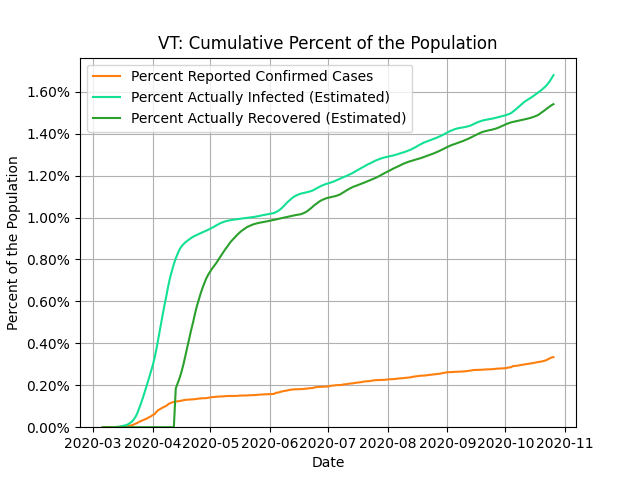 VT: Cumulative Percent of the Population
Percent Reported Confirmed Cases
Percent Actually Infected (Estimated)
Percent Actually Recovered (Estimated)
Percent of the Population
1.60%
1.40%
1.20%
1.00%
0.80%
0.60%
0.40%
0.20%
0.00%
2020-03 2020-04 2020-05 2020-06 2020-07 2020-08 2020-09 2020-10 2020-11
Date